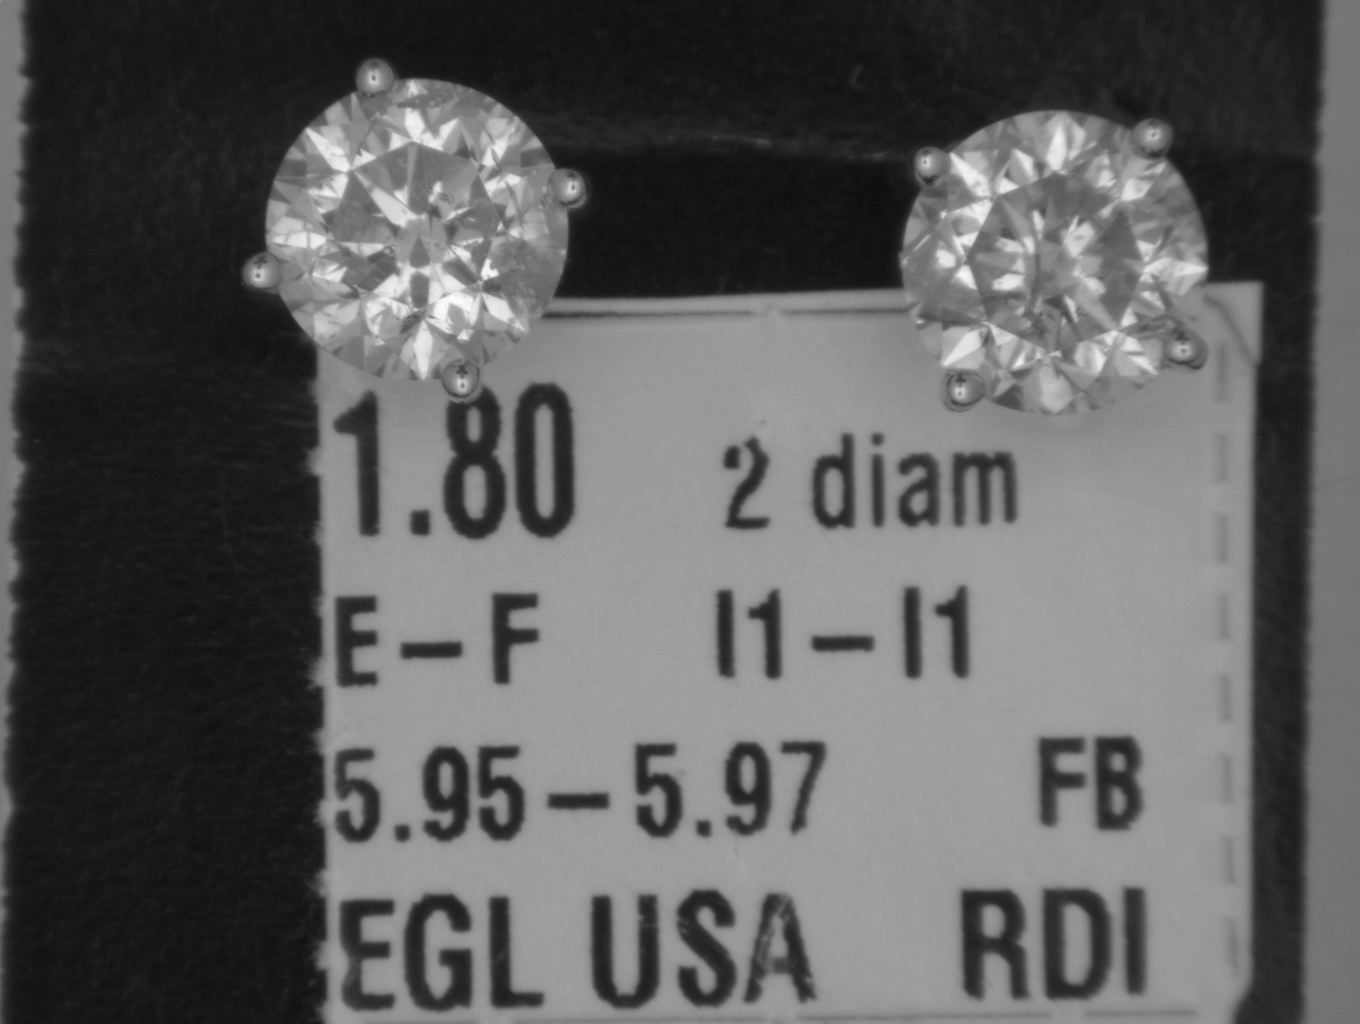 1.80 2 diam
E–F I1–I1
5.95–5.97 FB
EGL USA RDI